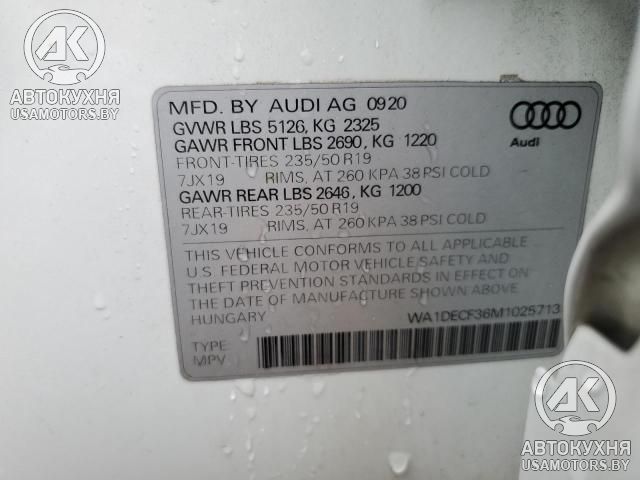 АК
АВТОКУХНЯ
USAMOTORS.BY
MFD. BY AUDI AG 0920
GVWR LBS 5126, KG 2325
GAWR FRONT LBS 2690, KG 1220
FRONT-TIRES 235/50 R19
7JX19 RIMS, AT 260 KPA 38 PSI COLD
GAWR REAR LBS 2646, KG 1200
REAR-TIRES 235/50 R19
7JX19 RIMS, AT 260 KPA 38 PSI COLD
Audi
THIS VEHICLE CONFORMS TO ALL APPLICABLE
U.S. FEDERAL MOTOR VEHICLE SAFETY AND
THEFT PREVENTION STANDARDS IN EFFECT ON
THE DATE OF MANUFACTURE SHOWN ABOVE
HUNGARY WA1DECF36M1025713
TYPE:
MPV
АК
АВТОКУХНЯ
USAMOTORS.BY